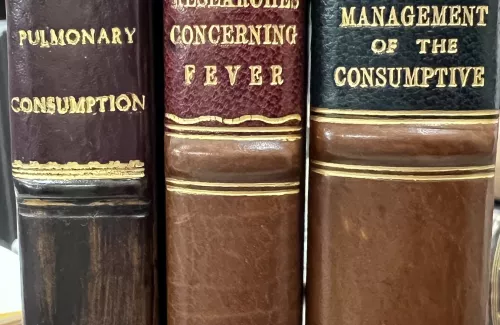 PULMONARY
CONSUMPTION
RESEARCHES
CONCERNING
FEVER
MANAGEMENT
OF THE
CONSUMPTIVE